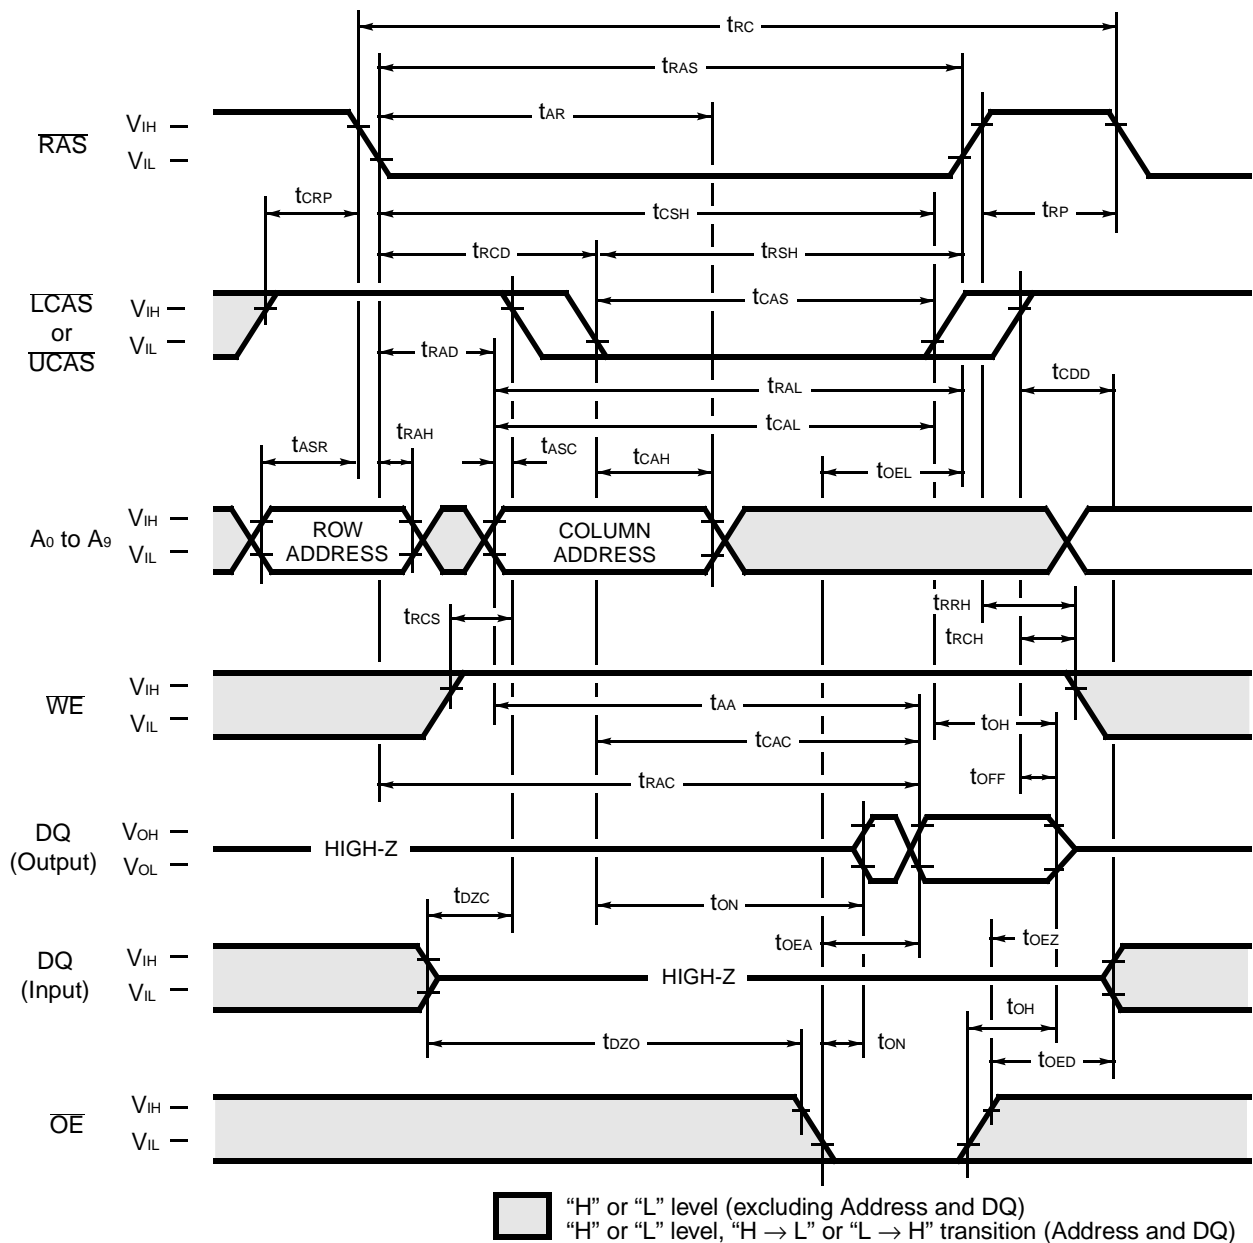 tRC
tRAS
tAR
RAS
VIH
VIL
tCRP
tCSH
tRP
tRCD
tRSH
LCAS
or
UCAS
VIH
VIL
tCAS
tRAD
tRAL
tCDD
tCAL
tASR
tRAH
tASC
tCAH
tOEL
A0 to A9
VIH
VIL
ROW
ADDRESS
COLUMN
ADDRESS
tRCS
tRRH
tRCH
WE
VIH
VIL
tAA
tOH
tCAC
tOFF
tRAC
DQ
(Output)
VOH
VOL
HIGH-Z
tDZC
tON
tOEA
tOEZ
DQ
(Input)
VIH
VIL
HIGH-Z
tOH
tDZO
tON
tOED
OE
VIH
VIL
“H” or “L” level (excluding Address and DQ)
“H” or “L” level, “H → L” or “L → H” transition (Address and DQ)